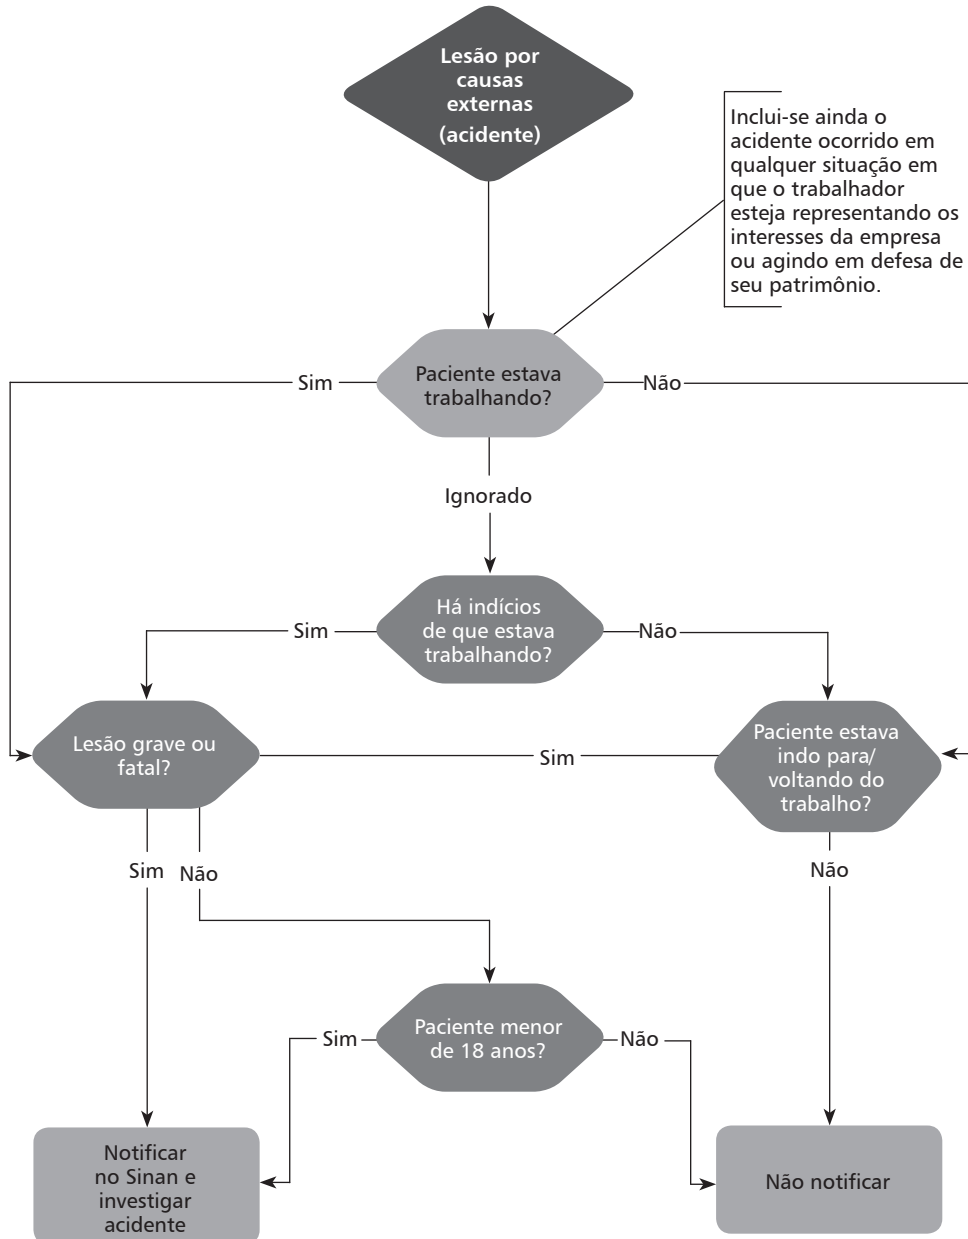 Lesão por
causas
externas
(acidente)
Inclui-se ainda o
acidente ocorrido em
qualquer situação em
que o trabalhador
esteja representando os
interesses da empresa
ou agindo em defesa de
seu patrimônio.
Paciente estava
trabalhando?
Sim
Não
Ignorado
Há indícios
de que estava
trabalhando?
Sim
Não
Lesão grave ou
fatal?
Sim
Paciente estava
indo para/
voltando do
trabalho?
Sim
Não
Não
Paciente menor
de 18 anos?
Sim
Não
Notificar
no Sinan e
investigar
acidente
Não notificar